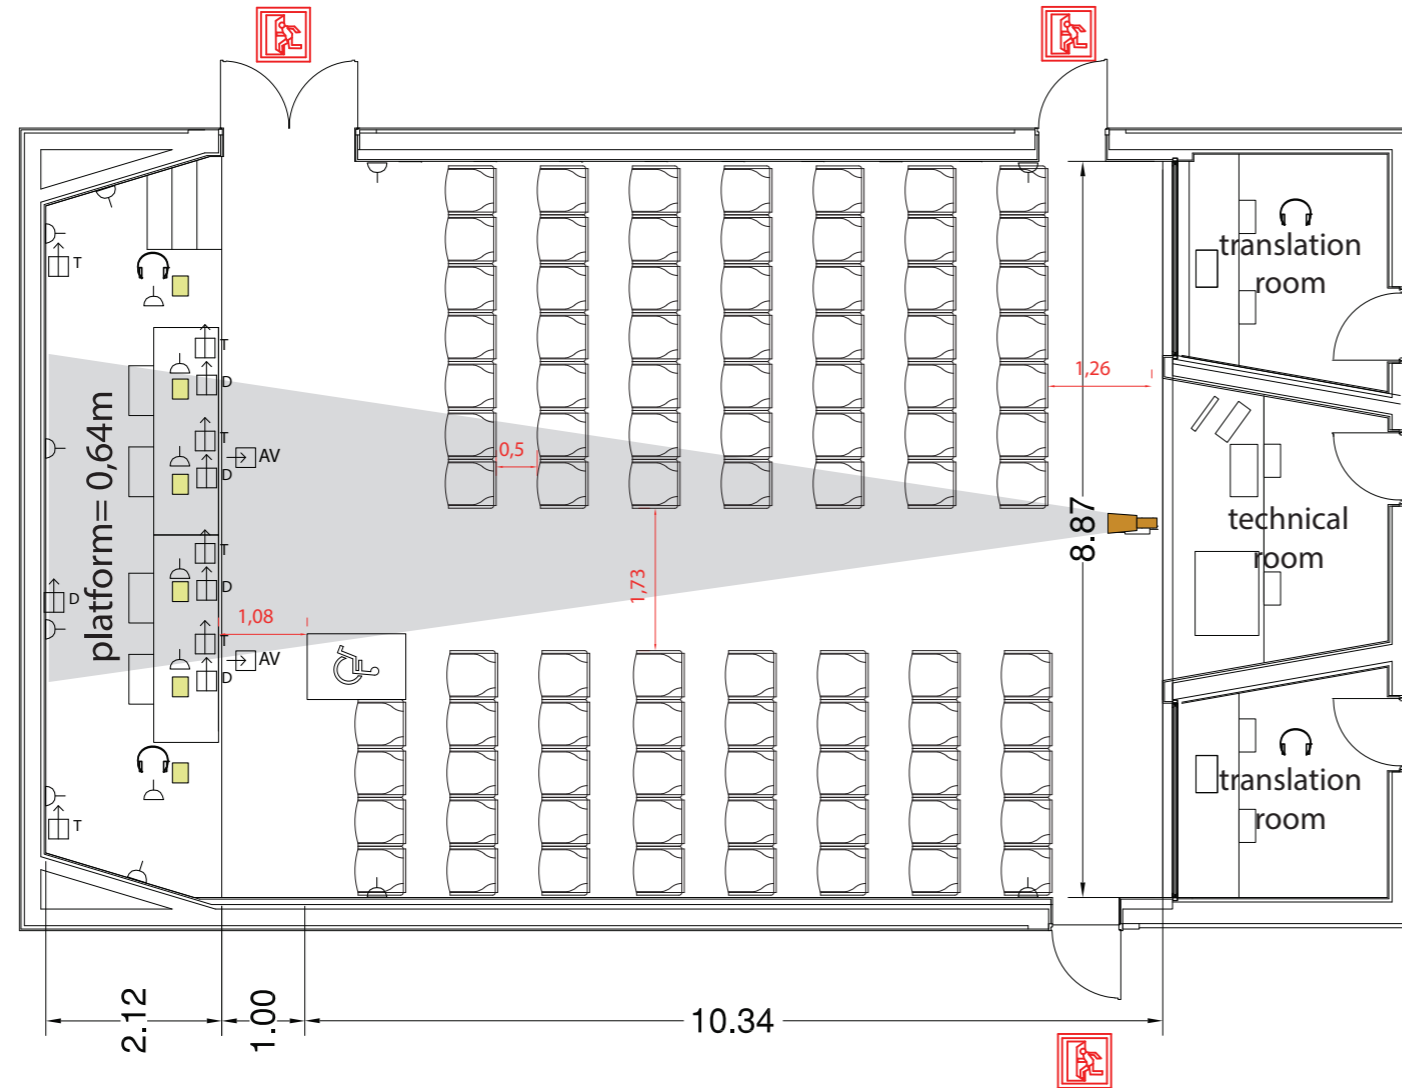 translation
room
T
T
D
1,26
platform= 0,64m
T
AV
D
0,5
8.87
technical
room
T
D
D
1,73
1,08
T
AV
D
translation
room
T
2.12
1.00
10.34